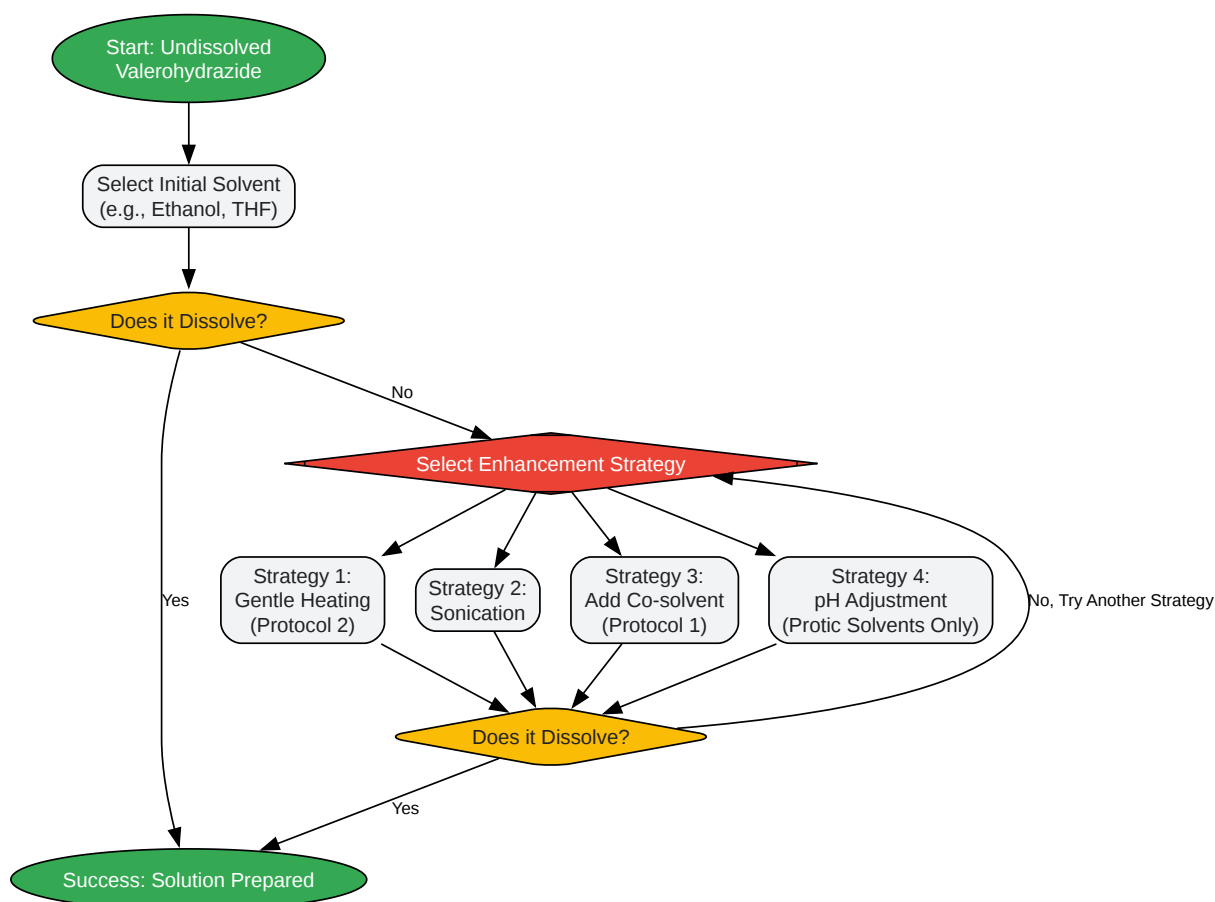 Start: Undissolved
Valerohydrazide
Select Initial Solvent
(e.g., Ethanol, THF)
Does it Dissolve?
No
Select Enhancement Strategy
Strategy 1:
Gentle Heating
(Protocol 2)
Strategy 2:
Sonication
Strategy 3:
Add Co-solvent
(Protocol 1)
Strategy 4:
pH Adjustment
(Protic Solvents Only)
Yes
No, Try Another Strategy
Does it Dissolve?
Yes
Success: Solution Prepared